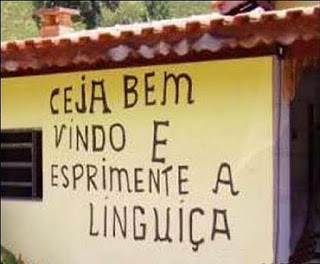 CEJA BEM
VINDO E
ESPRIMENTE A
LINGUIÇA